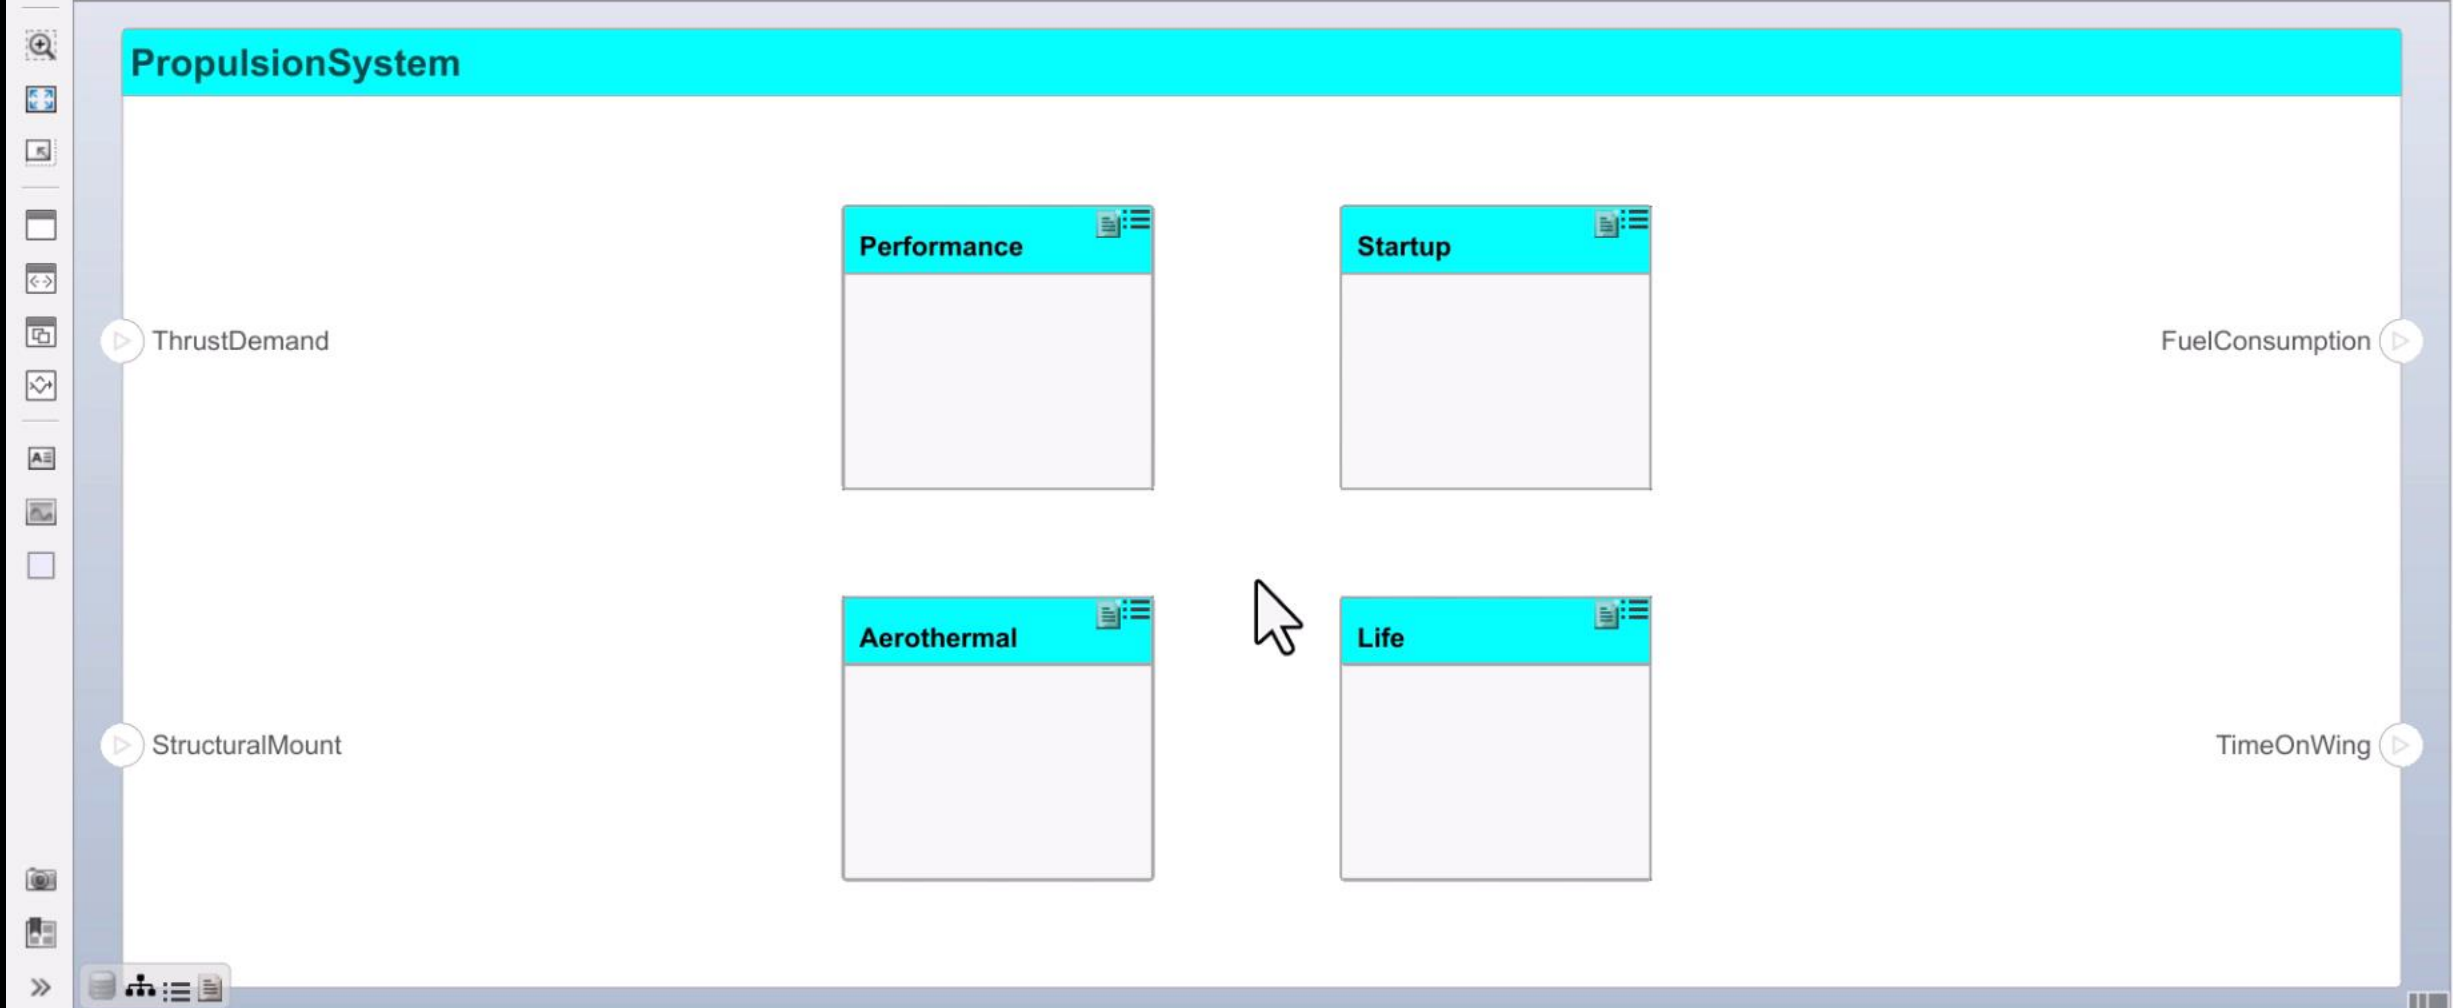 PropulsionSystem
Performance
Startup
ThrustDemand
FuelConsumption
Aerothermal
Life
StructuralMount
TimeOnWing